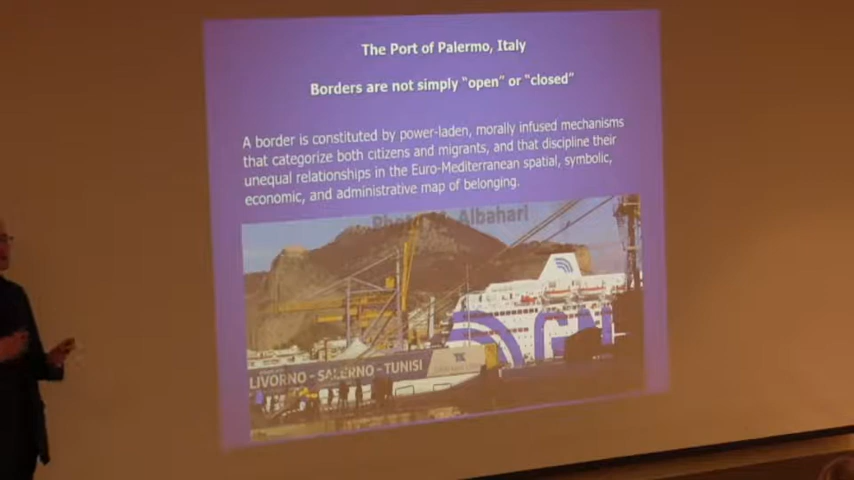 The Port of Palermo, Italy
Borders are not simply "open" or "closed"
A border is constituted by power-laden, morally infused mechanisms
that categorize both citizens and migrants, and that discipline their
unequal relationships in the Euro-Mediterranean spatial, symbolic,
economic, and administrative map of belonging.
Photo M. Albahari
GN
LIVORNO - SALERNO - TUNISI